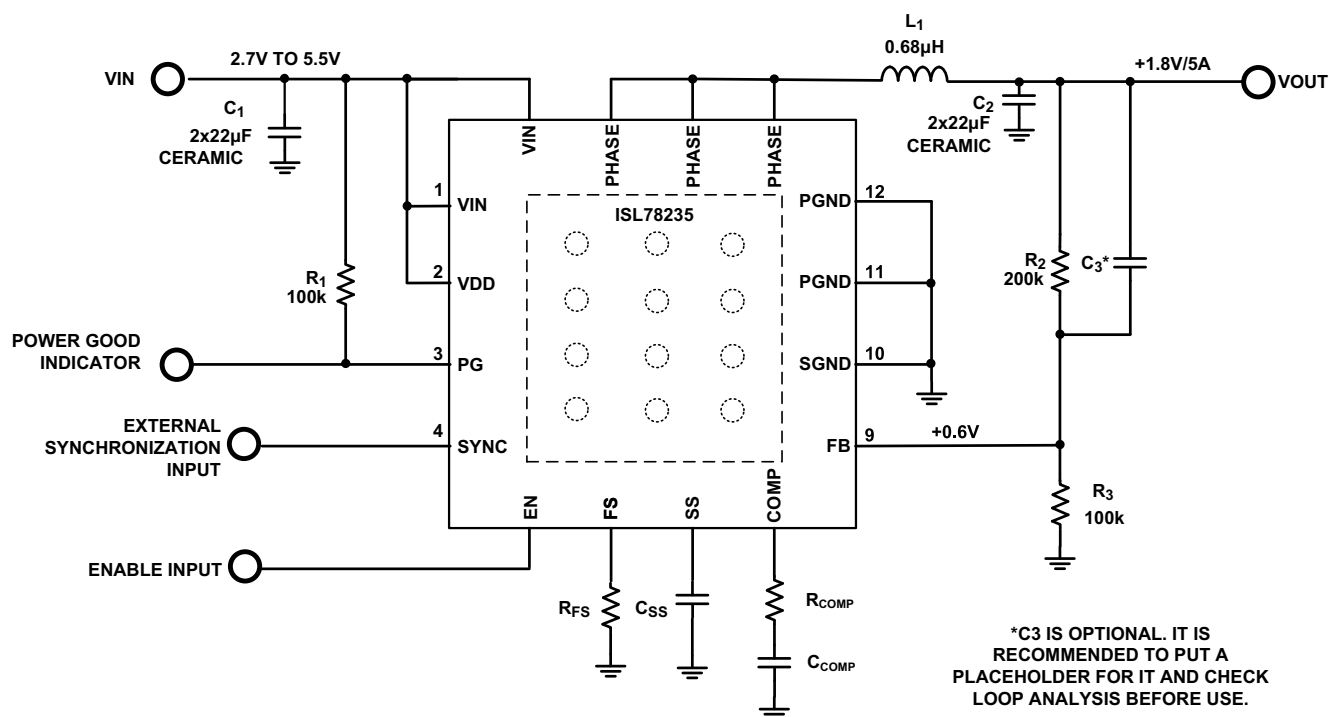 L1
0.68µH
VIN
2.7V TO 5.5V
+1.8V/5A
VOUT
C1
2x22µF
CERAMIC
C2
2x22µF
CERAMIC
VIN
PHASE
PHASE
PHASE
1
VIN
ISL78235
PGND
12
R1
100k
2
VDD
PGND
11
R2
200k
C3*
POWER GOOD
INDICATOR
3
PG
SGND
10
EXTERNAL
SYNCHRONIZATION
INPUT
4
SYNC
FB
9
+0.6V
EN
FS
SS
COMP
R3
100k
ENABLE INPUT
RFS
CSS
RCOMP
CCOMP
*C3 IS OPTIONAL. IT IS
RECOMMENDED TO PUT A
PLACEHOLDER FOR IT AND CHECK
LOOP ANALYSIS BEFORE USE.